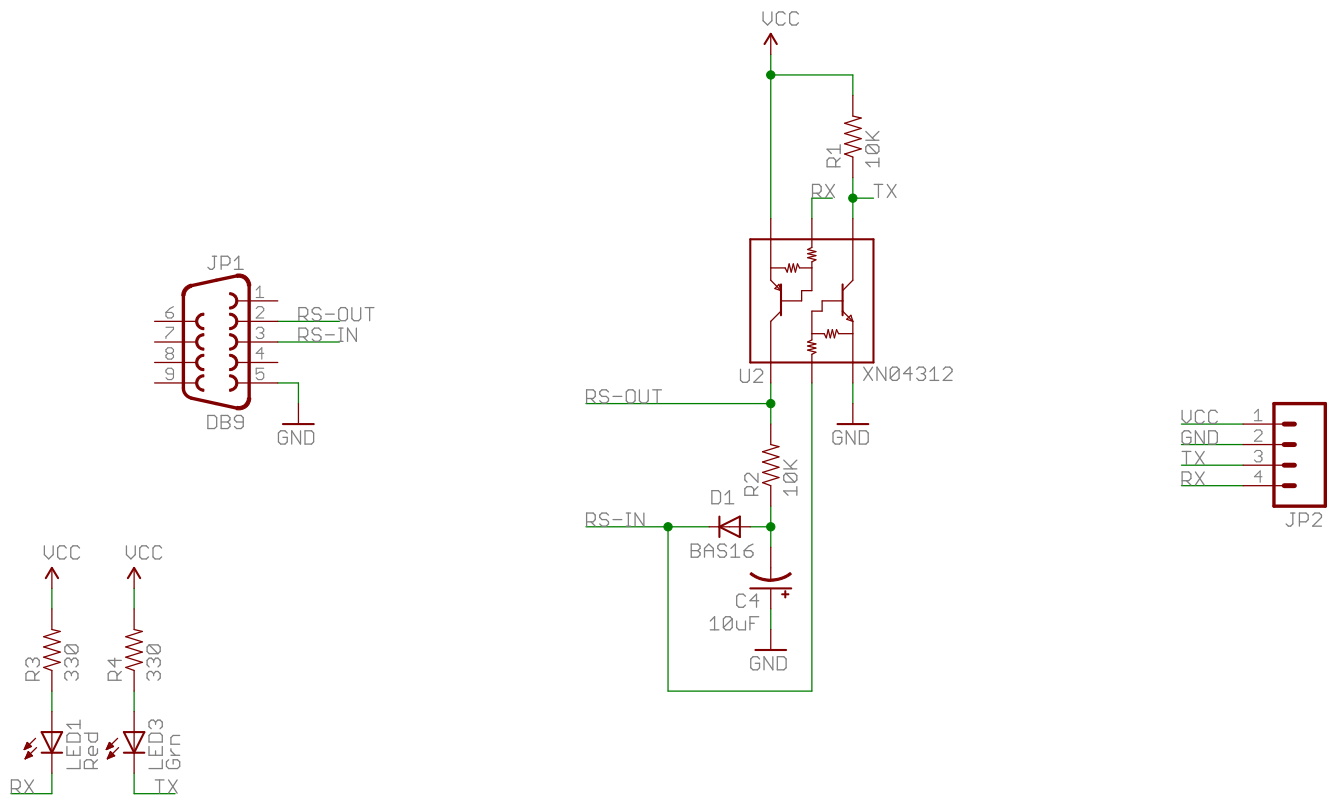 VCC
R1
10K
RX
TX
JP1
1
6
2
RS-OUT
7
3
RS-IN
8
4
9
5
DB9
GND
U2
XN04312
RS-OUT
GND
R2
10K
D1
RS-IN
BAS16
+
C4
10uF
GND
VCC
1
GND
2
TX
3
RX
4
JP2
VCC
VCC
R3
330
R4
330
LED1
Red
LED3
Grn
RX
TX